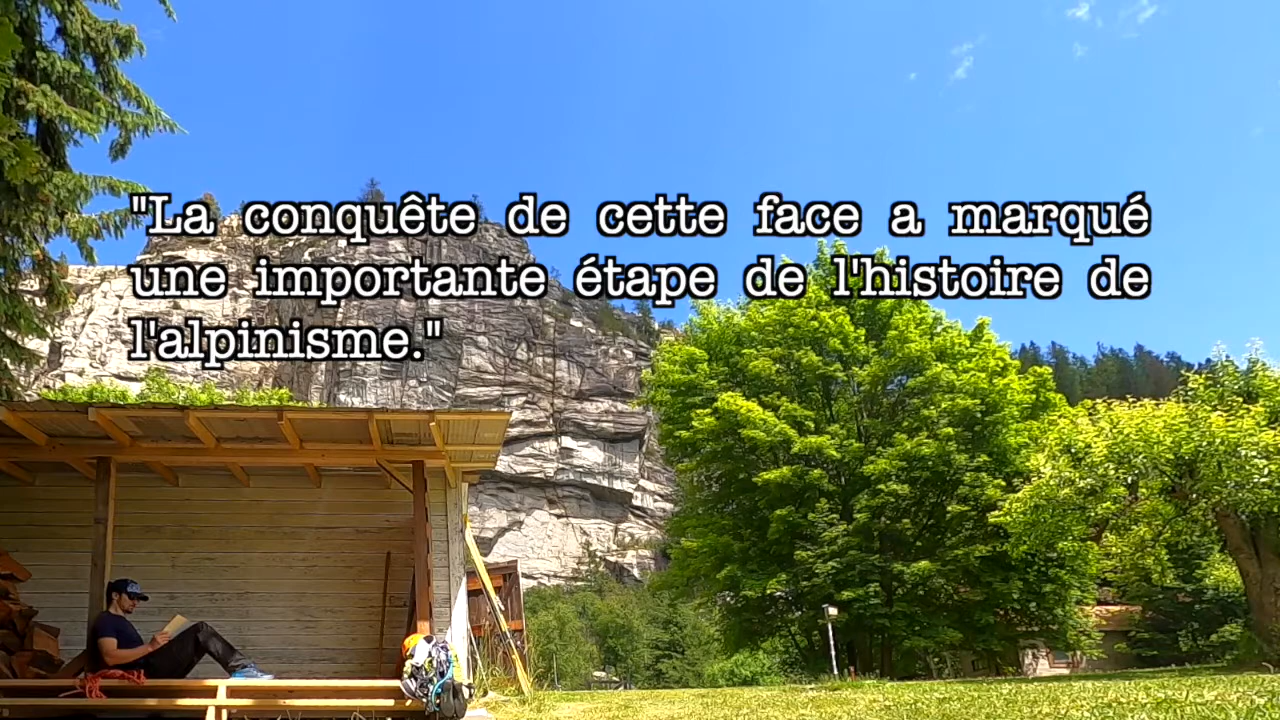 "La conquête de cette face a marqué
une importante étape de l'histoire de
l'alpinisme."